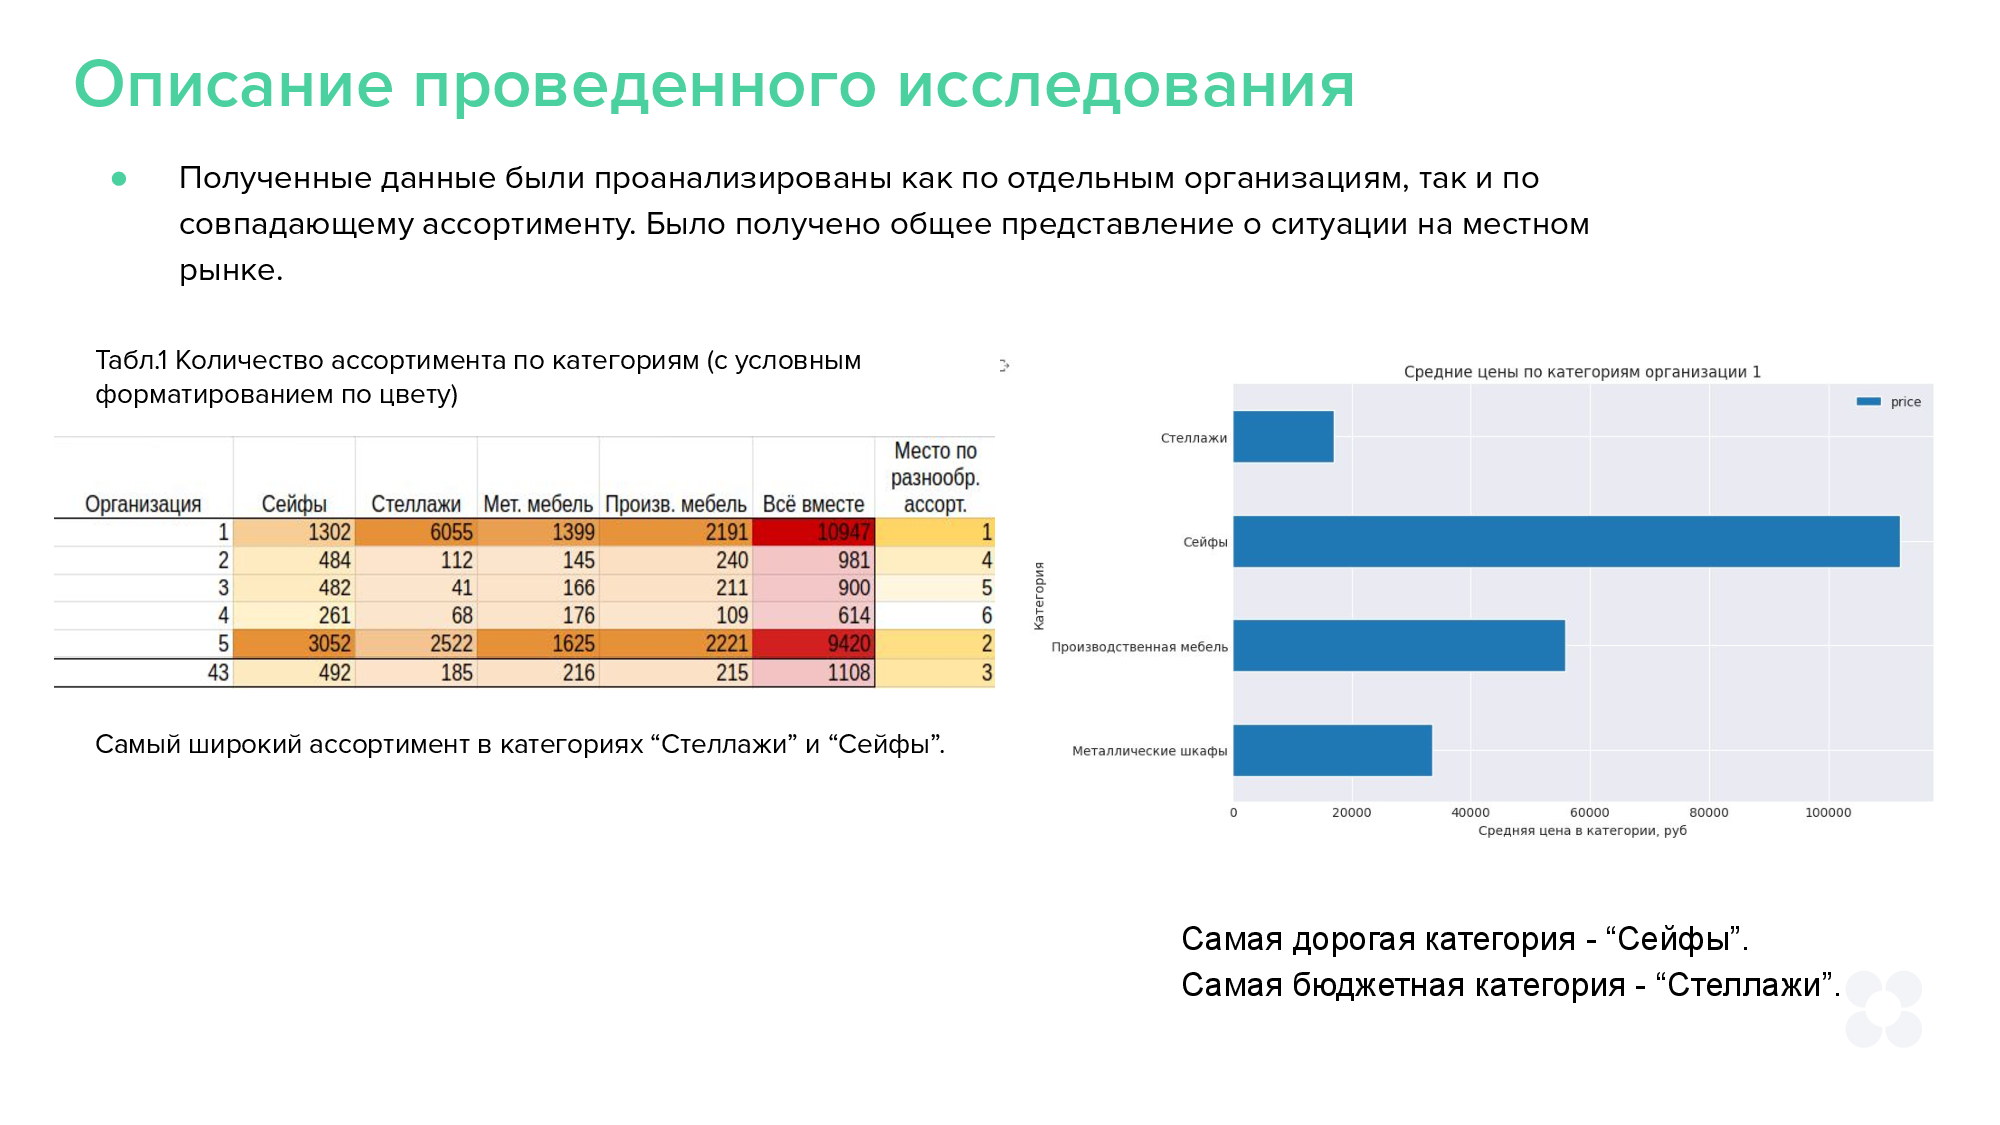 Описание проведенного исследования
● Полученные данные были проанализированы как по отдельным организациям, так и по
совпадающему ассортименту. Было получено общее представление о ситуации на местном
рынке.
Табл.1 Количество ассортимента по категориям (с условным
форматированием по цвету)
Организация Сейфы Стеллажи Мет. мебель Произв. мебель Всё вместе Место по
разнообр.
ассорт.
1 1302 6055 1399 2191 10947 1
2 484 112 145 240 981 4
3 482 41 166 211 900 5
4 261 68 176 109 614 6
5 3052 2522 1625 2221 9420 2
43 492 185 216 215 1108 3
Самый широкий ассортимент в категориях “Стеллажи” и “Сейфы”.
Средние цены по категориям организации 1
price
Категория
Стеллажи
Сейфы
Производственная мебель
Металлические шкафы
0 20000 40000 60000 80000 100000
Средняя цена в категории, руб
Самая дорогая категория - “Сейфы”.
Самая бюджетная категория - “Стеллажи”.